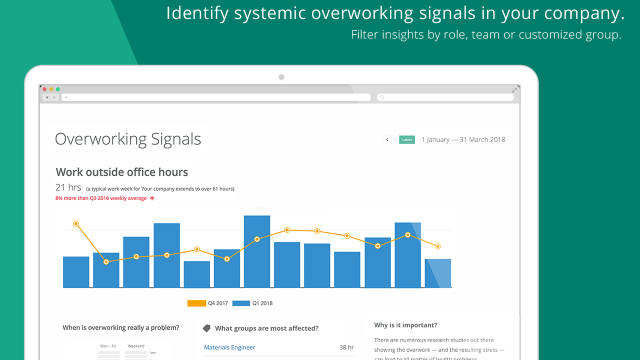 Identify systemic overworking signals in your company.
Filter insights by role, team or customized group.
Overworking Signals
1 January — 31 March 2018
Work outside office hours
21 hrs (a typical work week for Your company extends to over 61 hours)
8% more than Q3 2016 weekly average
Q4 2017 Q1 2018
When is overworking really a problem?
Mon - Fri Weekend
What groups are most affected?
Materials Engineer 38 hr
Why is it important?
There are numerous research studies out there
showing the overwork — and the resulting stress —
can lead to all matter of health problems